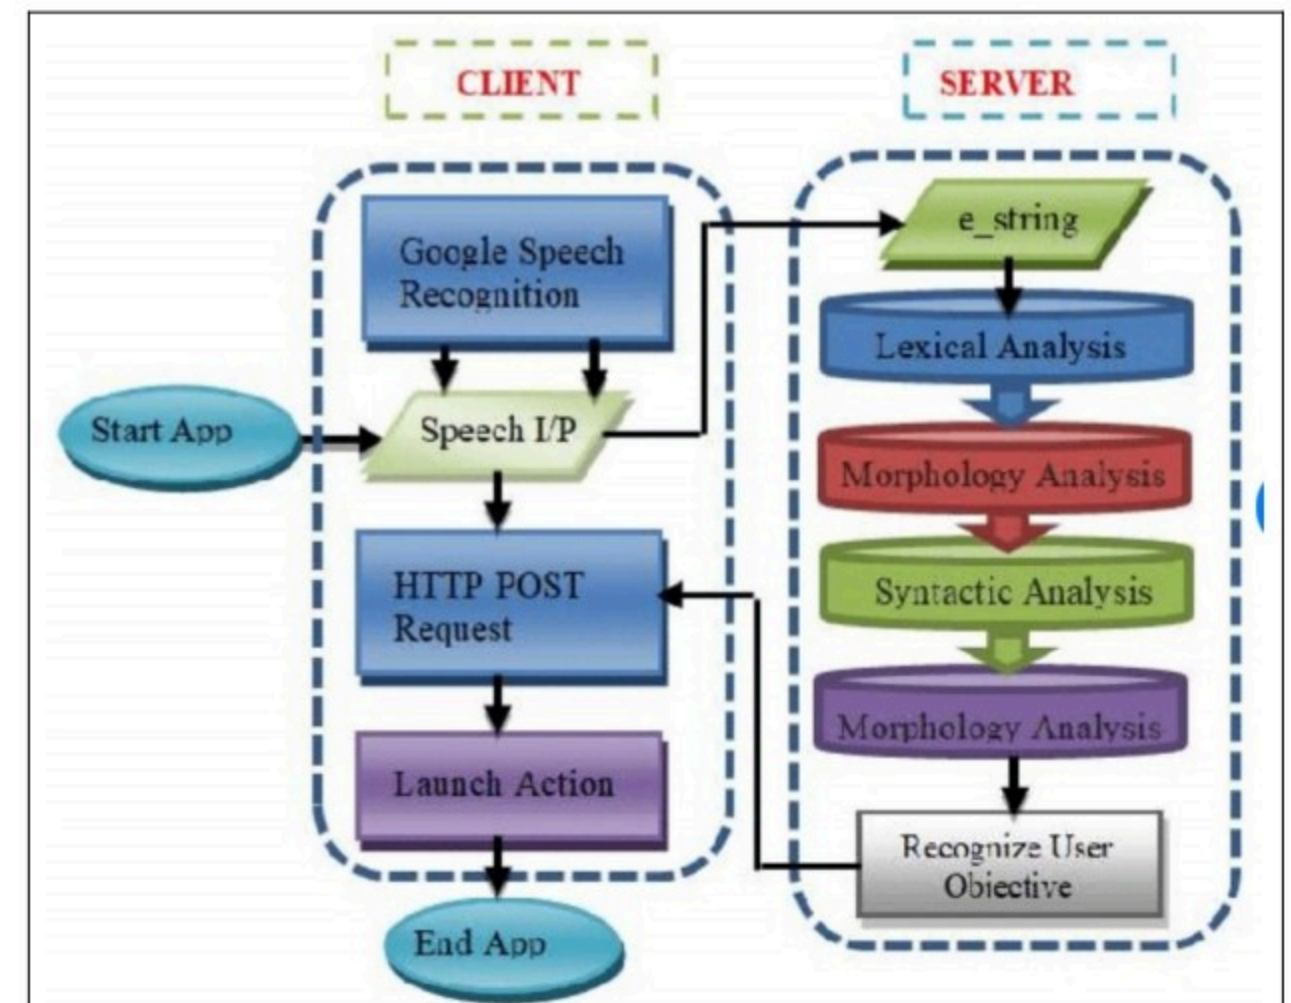 CLIENT
SERVER
Google Speech
Recognition
e_string
Lexical Analysis
Start App
Speech I/P
Morphology Analysis
HTTP POST
Request
Syntactic Analysis
Morphology Analysis
Launch Action
Recognize User
Objective
End App